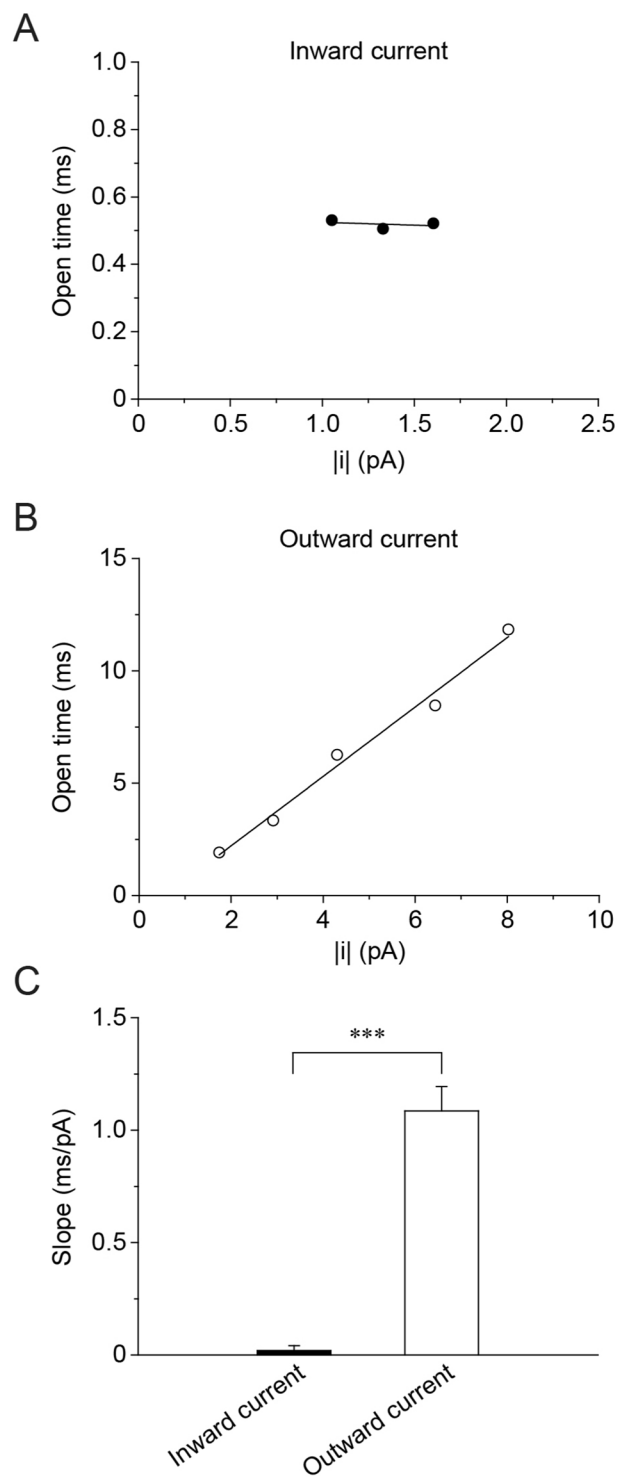 A
Inward current
1.0
0.8
0.6
0.4
0.2
0
Open time (ms)
0 0.5 1.0 1.5 2.0 2.5
|i| (pA)
B
Outward current
15
10
5
0
Open time (ms)
0 2 4 6 8 10
|i| (pA)
C
1.5
1.0
0.5
0
Slope (ms/pA)
***
Inward current
Outward current